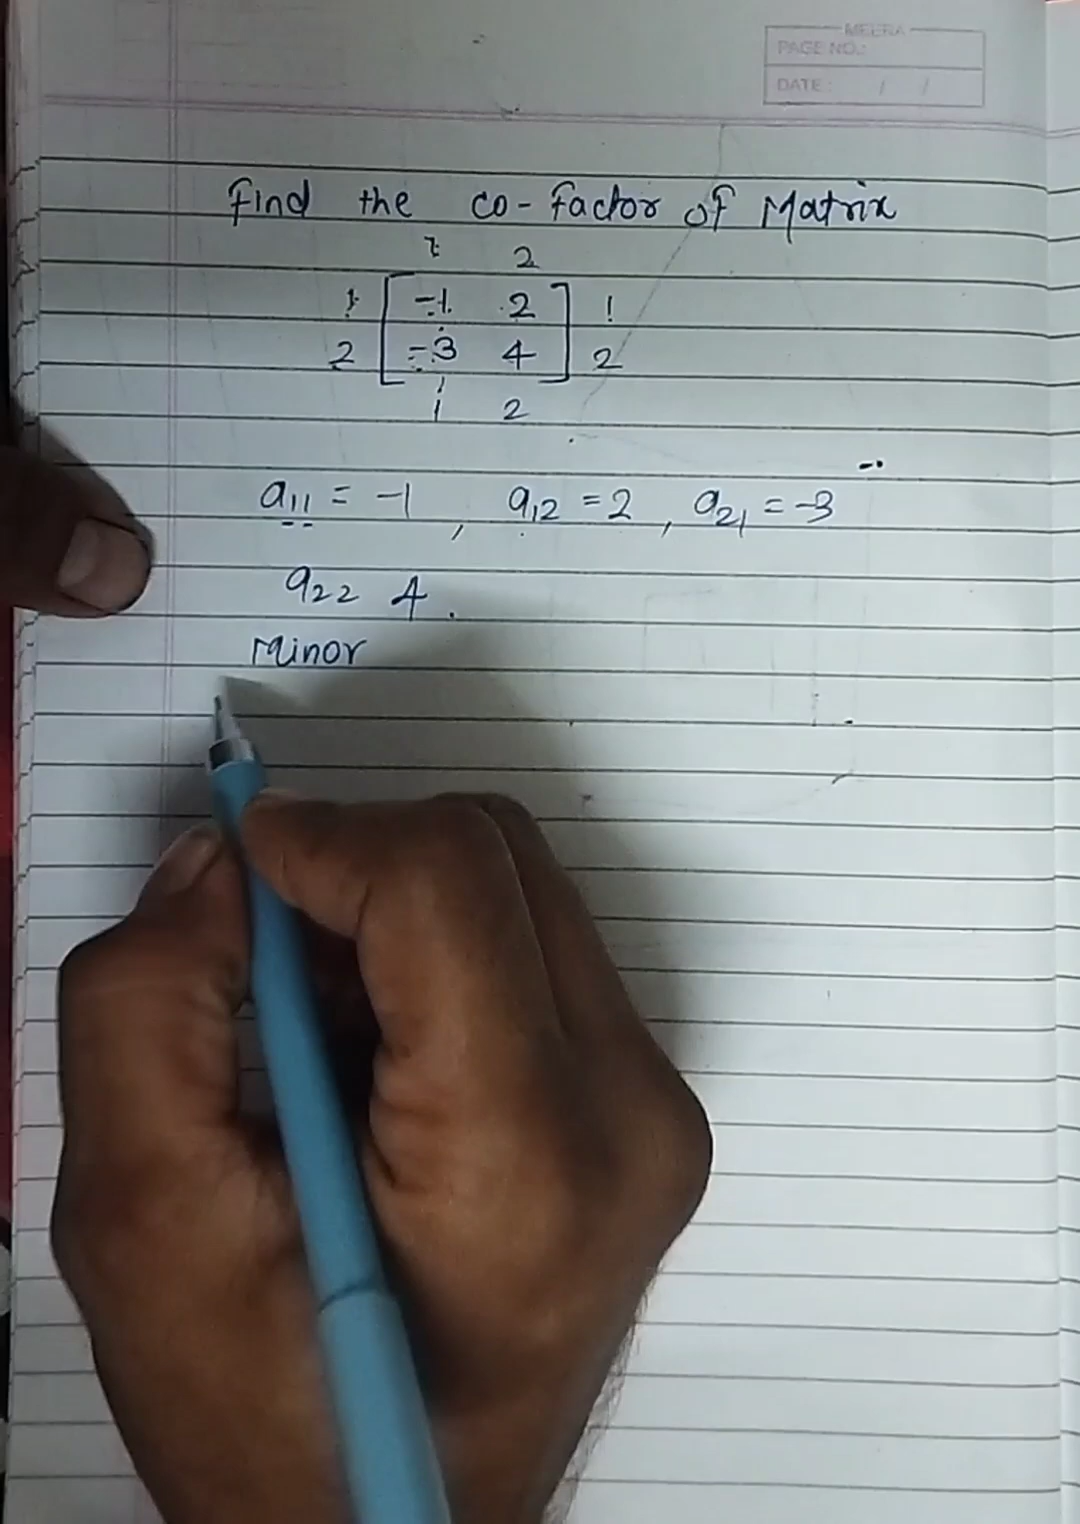 MEERA
PAGE NO.:
DATE: / /
Find the co-factor of Matrix
1 2
1 [ -1 2 ] 1
2 [ -3 4 ] 2
1 2
a11 = -1 , a12 = 2 , a21 = -3
a22 4 .
Minor